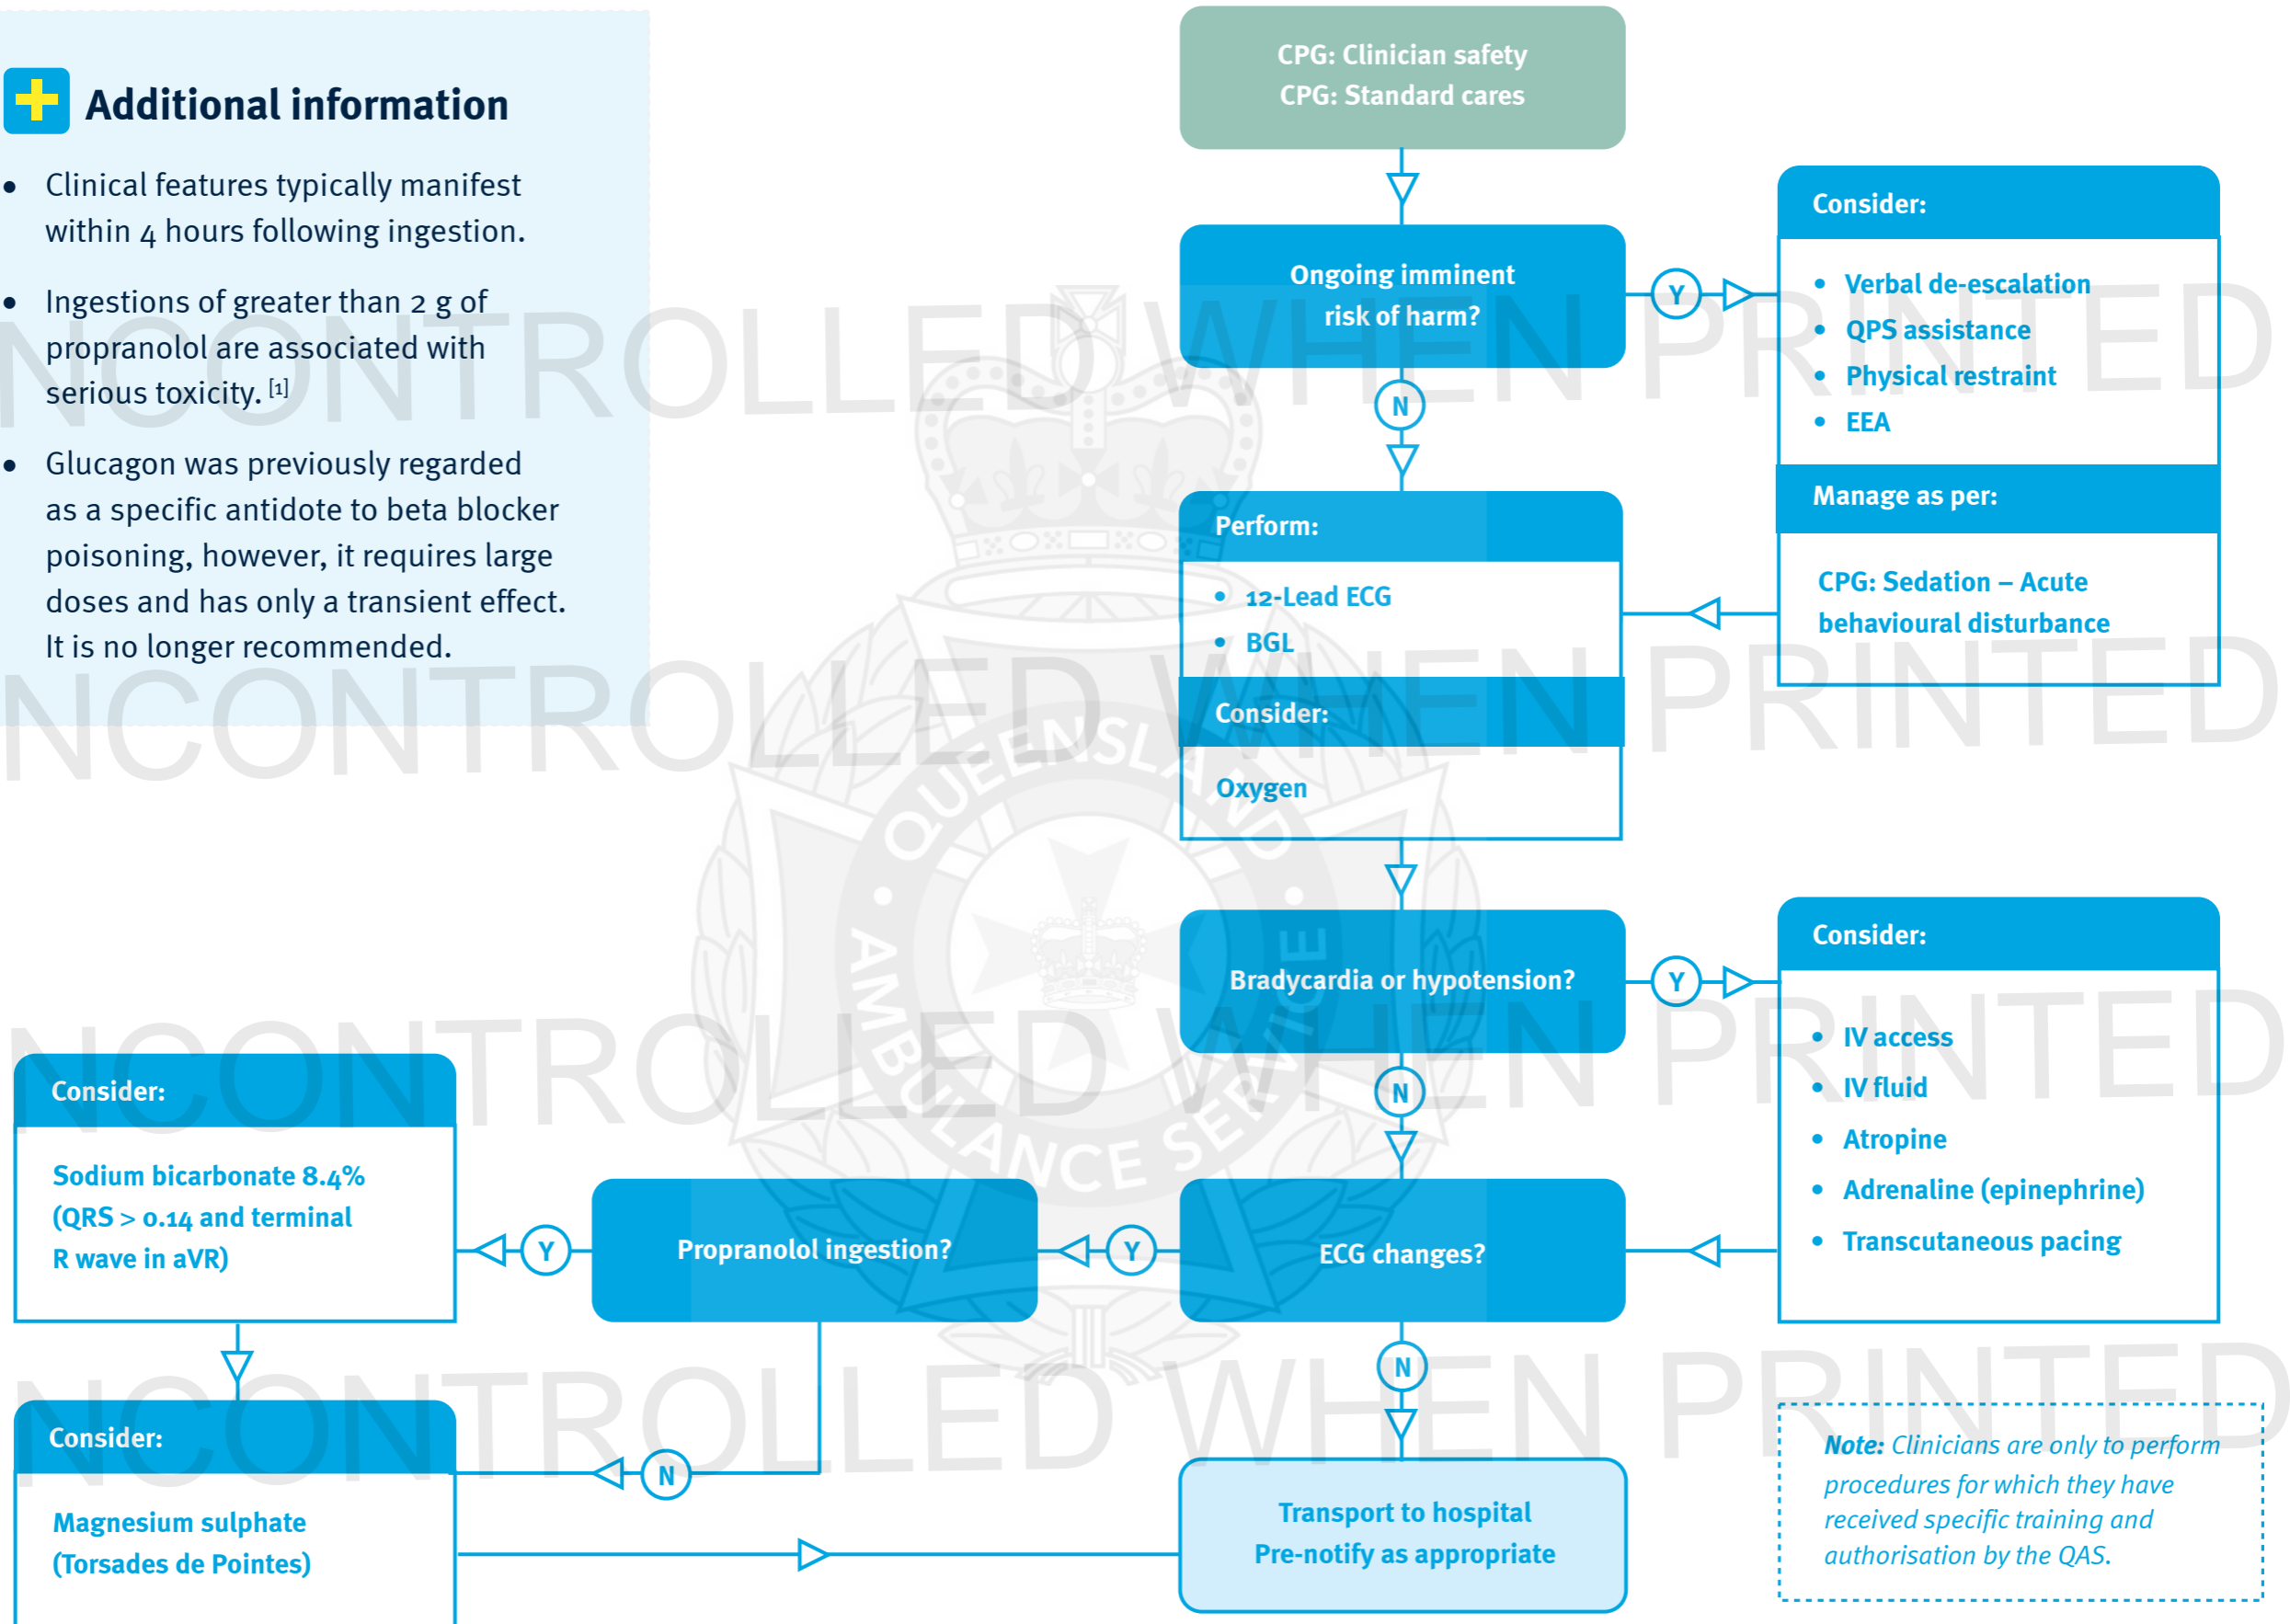 Additional information
• Clinical features typically manifest
within 4 hours following ingestion.
• Ingestions of greater than 2 g of
propranolol are associated with
serious toxicity. [1]
• Glucagon was previously regarded
as a specific antidote to beta blocker
poisoning, however, it requires large
doses and has only a transient effect.
It is no longer recommended.
CPG: Clinician safety
CPG: Standard cares
Ongoing imminent
risk of harm?
Y
N
Consider:
• Verbal de-escalation
• QPS assistance
• Physical restraint
• EEA
Manage as per:
CPG: Sedation – Acute
behavioural disturbance
Perform:
• 12-Lead ECG
• BGL
Consider:
Oxygen
Bradycardia or hypotension?
Y
N
Consider:
• IV access
• IV fluid
• Atropine
• Adrenaline (epinephrine)
• Transcutaneous pacing
ECG changes?
Y
N
Propranolol ingestion?
Y
N
Consider:
Sodium bicarbonate 8.4%
(QRS > 0.14 and terminal
R wave in aVR)
Consider:
Magnesium sulphate
(Torsades de Pointes)
Transport to hospital
Pre-notify as appropriate
Note: Clinicians are only to perform
procedures for which they have
received specific training and
authorisation by the QAS.
NCONTROLLED WHEN PRINTED
NCONTROLLED WHEN PRINTED
NCONTROLLED WHEN PRINTED
NCONTROLLED WHEN PRINTED
QUEENSLAND
AMBULANCE SERVICE